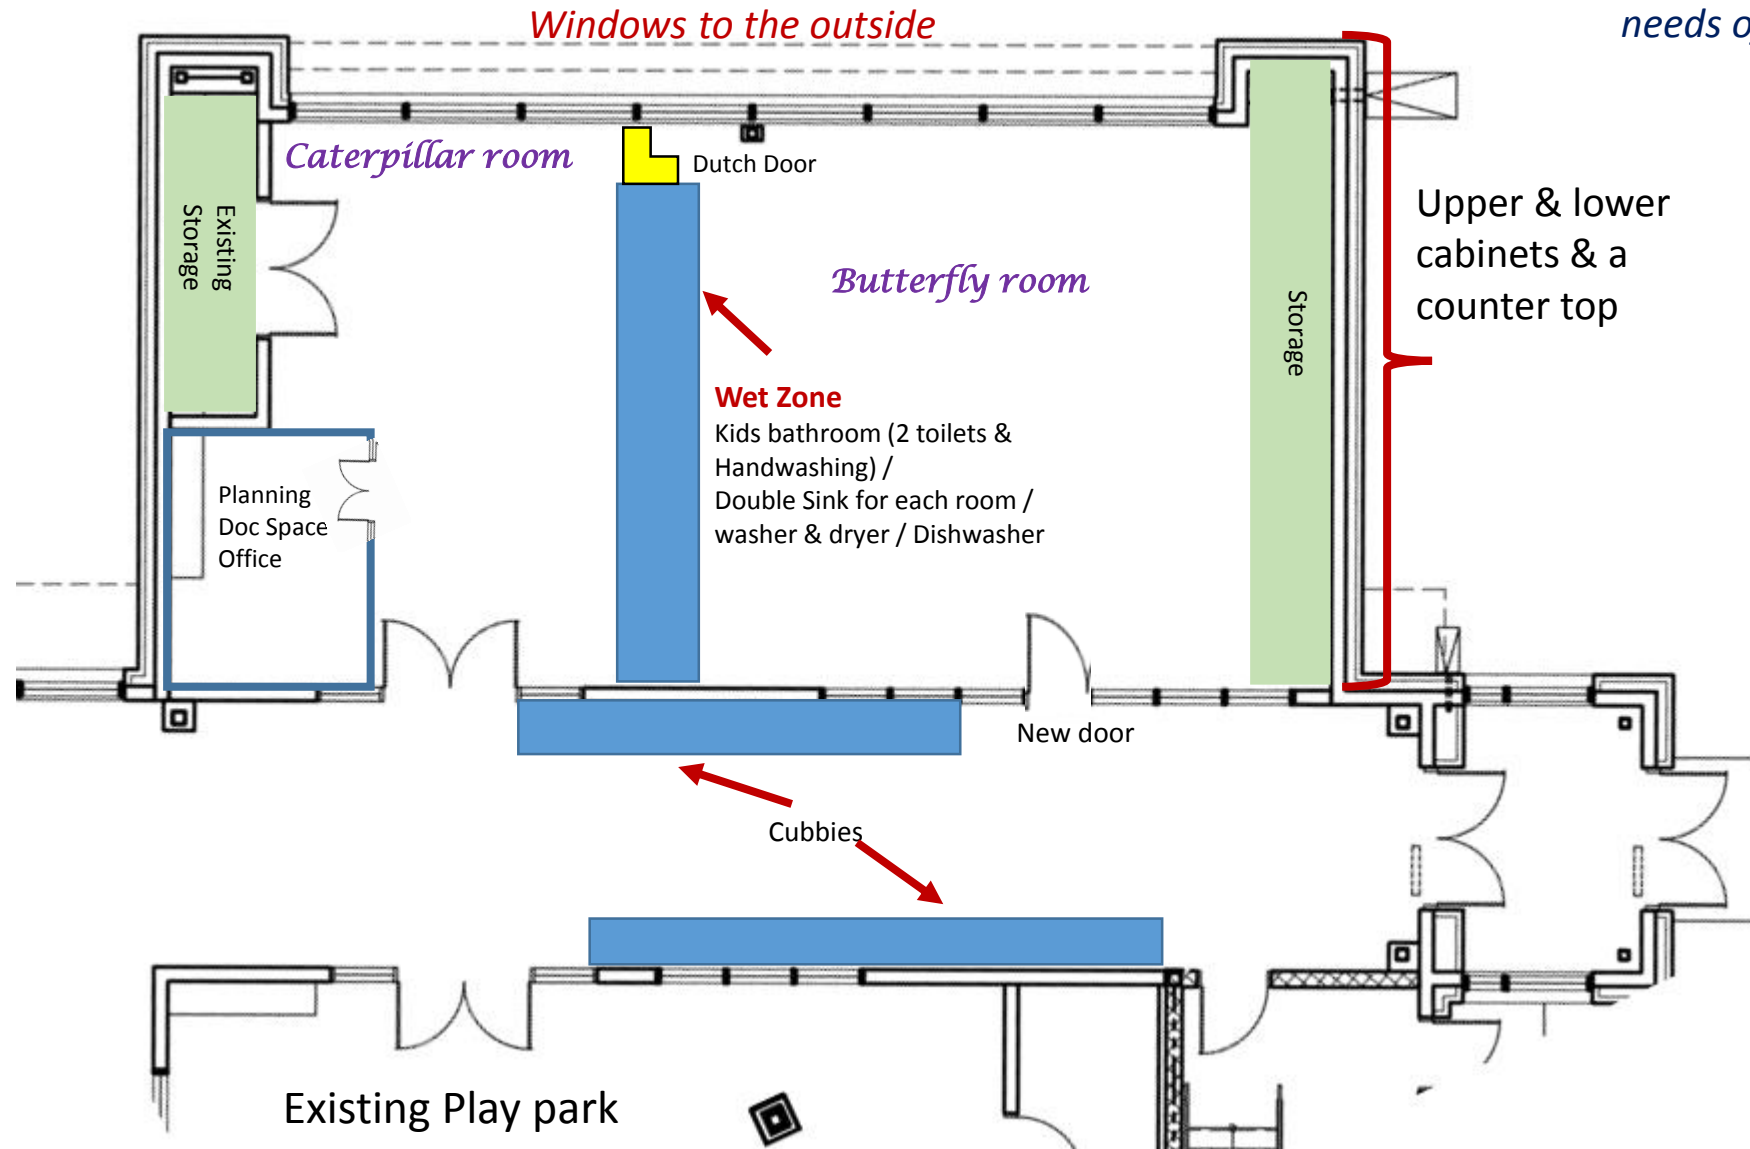 Windows to the outside
needs o
Caterpillar room
Dutch Door
Existing
Storage
Butterfly room
Upper & lower
cabinets & a
counter top
Storage
Wet Zone
Kids bathroom (2 toilets &
Handwashing) /
Double Sink for each room /
washer & dryer / Dishwasher
Planning
Doc Space
Office
New door
Cubbies
Existing Play park